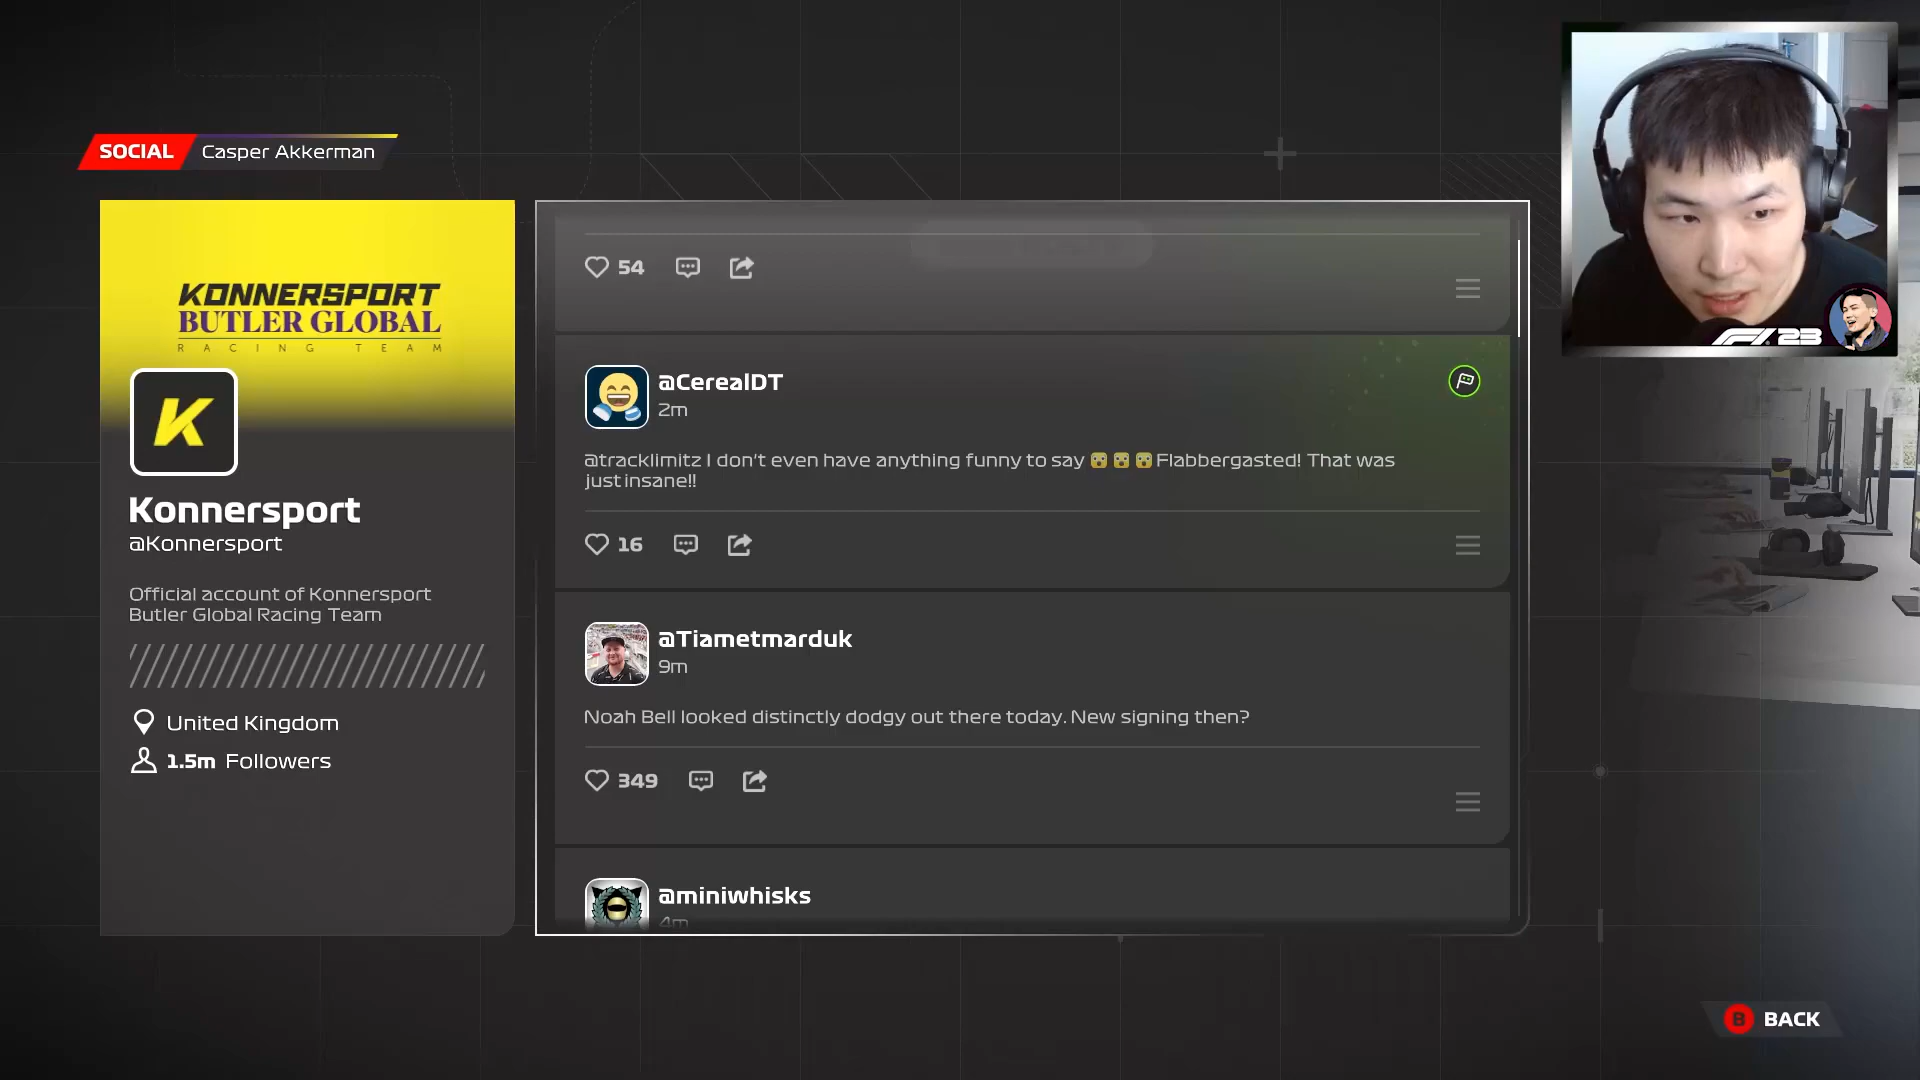 SOCIAL Casper Akkerman
KONNERSPORT
BUTLER GLOBAL
RACING TEAM
K
Konnersport
@Konnersport
Official account of Konnersport
Butler Global Racing Team
United Kingdom
1.5m Followers
54
@CerealDT
2m
@tracklimitz I don't even have anything funny to say 😮 😮 😮 Flabbergasted! That was
just insane!!
16
@Tiametmarduk
9m
Noah Bell looked distinctly dodgy out there today. New signing then?
349
@miniwhisks
4m
F1 23
B BACK